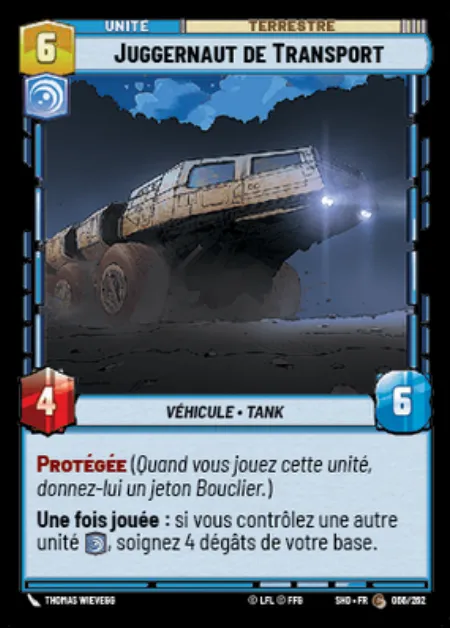 UNITÉ
TERRESTRE
6
JUGGERNAUT DE TRANSPORT
4
VÉHICULE • TANK
6
PROTÉGÉE (Quand vous jouez cette unité,
donnez-lui un jeton Bouclier.)
Une fois jouée : si vous contrôlez une autre
unité , soignez 4 dégâts de votre base.
THOMAS WIEVEGG
© LFL © FFG
SHD • FR
C
066/262